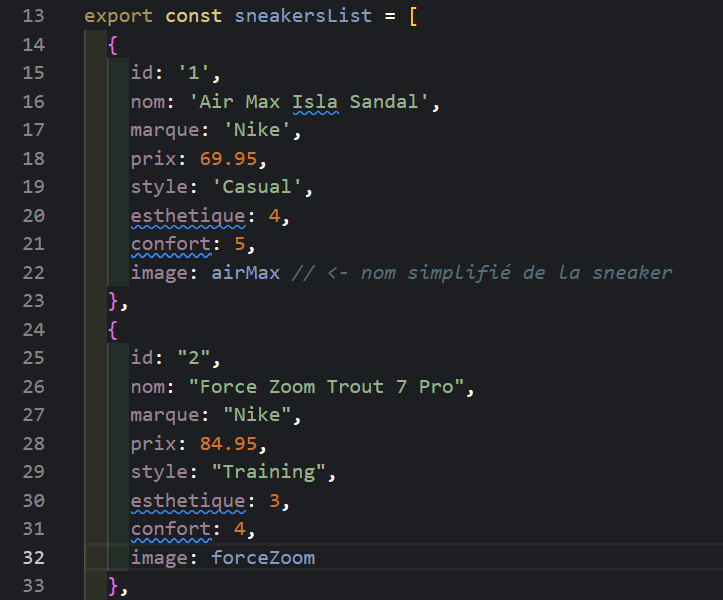 13 export const sneakersList = [
14 {
15 id: '1',
16 nom: 'Air Max Isla Sandal',
17 marque: 'Nike',
18 prix: 69.95,
19 style: 'Casual',
20 esthetique: 4,
21 confort: 5,
22 image: airMax // <- nom simplifié de la sneaker
23 },
24 {
25 id: "2",
26 nom: "Force Zoom Trout 7 Pro",
27 marque: "Nike",
28 prix: 84.95,
29 style: "Training",
30 esthetique: 3,
31 confort: 4,
32 image: forceZoom
33 },